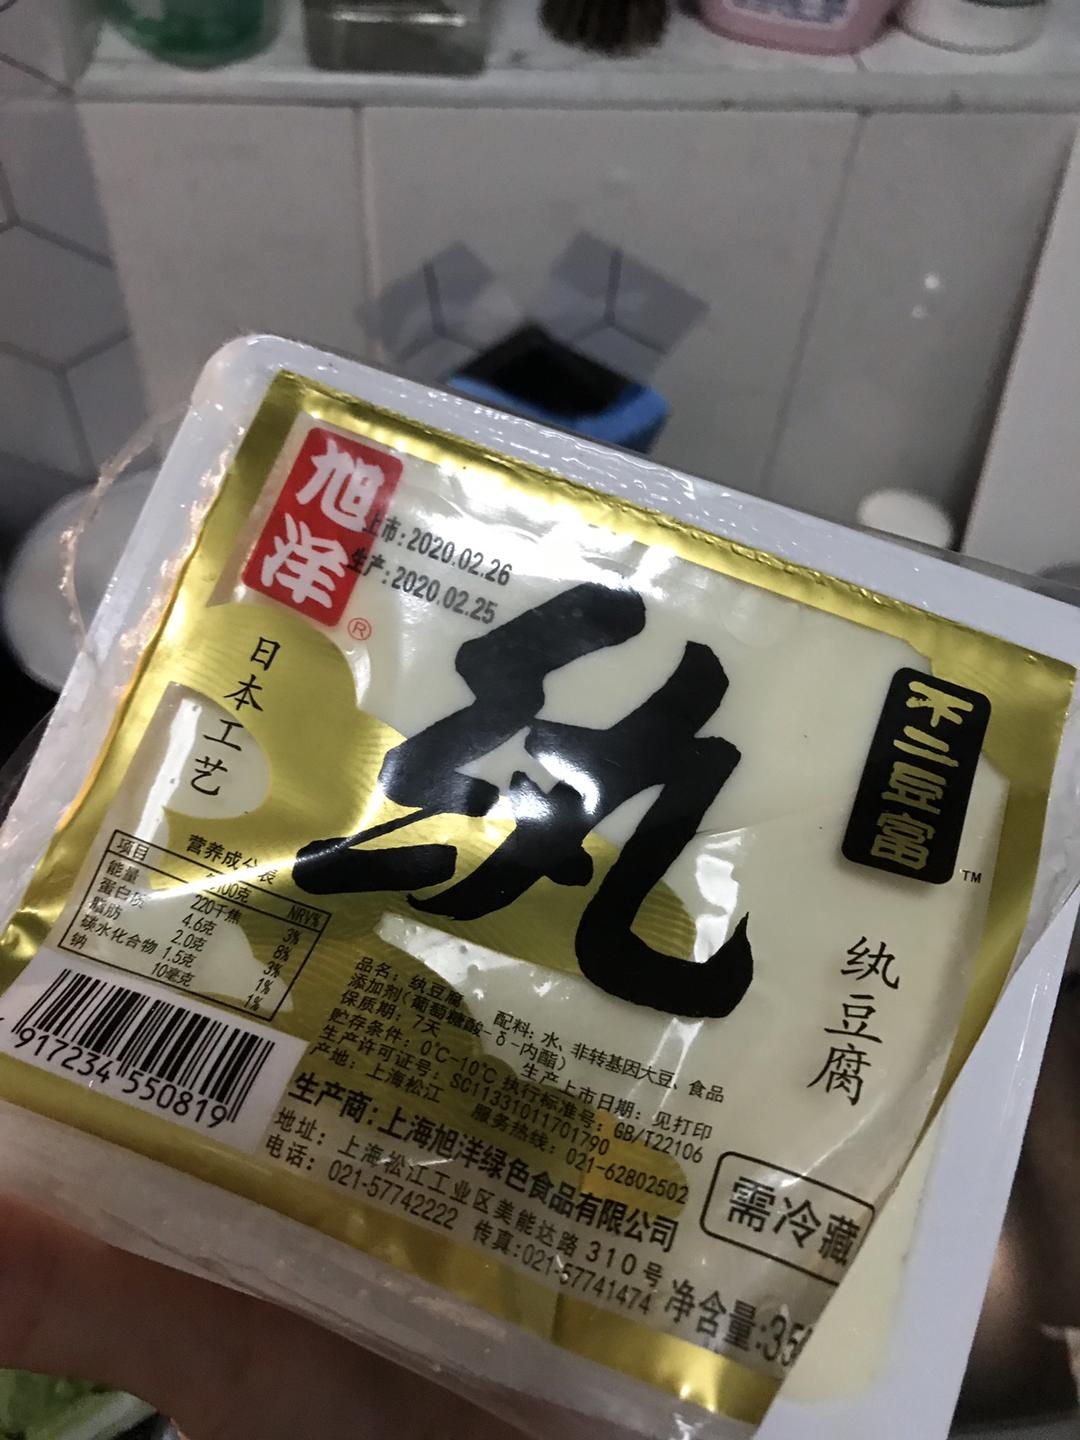 旭洋
®
上市:2020.02.26
生产:2020.02.25
日本工艺
纨
不二豆富
TM
纨豆腐
营养成分表
项目 100克 NRV%
能量 220千焦 3%
蛋白质 4.6克 8%
脂肪 2.0克 3%
碳水化合物 1.5克 1%
钠 10毫克 1%
917234 550819
品名:纨豆腐 配料:水、非转基因大豆、食品
添加剂(葡萄糖酸-δ-内酯)
保质期:7天 生产上市日期:见打印
贮存条件:0℃-10℃ 执行标准号:GB/T22106
生产许可证号:SC11331011701790
产地:上海松江 服务热线:021-62802502
生产商:上海旭洋绿色食品有限公司
地址:上海松江工业区美能达路310号
电话:021-57742222 传真:021-57741474
需冷藏
净含量:35